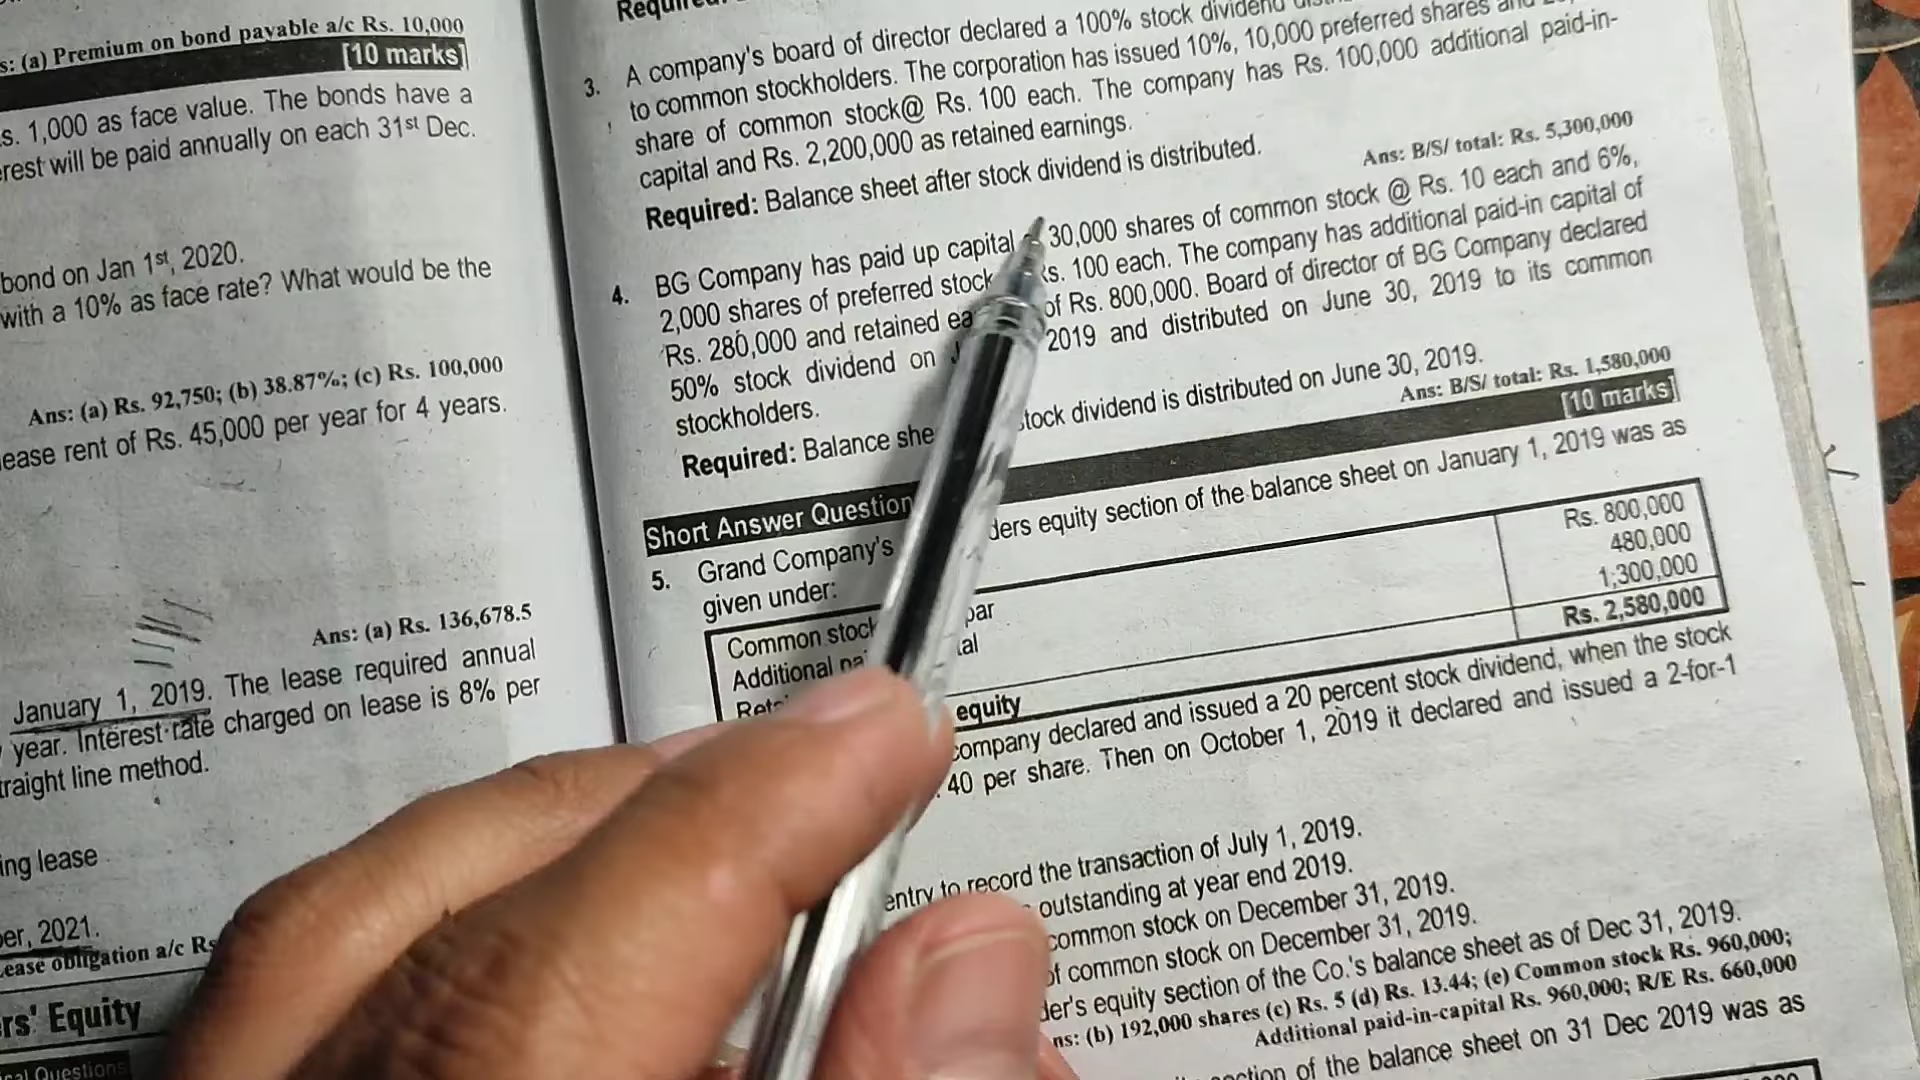 s: (a) Premium on bond payable a/c Rs. 10,000
[10 marks]
s. 1,000 as face value. The bonds have a
rest will be paid annually on each 31st Dec.
bond on Jan 1st, 2020.
with a 10% as face rate? What would be the
Ans: (a) Rs. 92,750; (b) 38.87%; (c) Rs. 100,000
ease rent of Rs. 45,000 per year for 4 years.
Ans: (a) Rs. 136,678.5
January 1, 2019. The lease required annual
year. Interest rate charged on lease is 8% per
raight line method.
ing lease
er, 2021.
ease obligation a/c Rs
rs' Equity
cal Questions
3. A company's board of director declared a 100% stock dividend
to common stockholders. The corporation has issued 10%, 10,000 preferred shares and
share of common stock@ Rs. 100 each. The company has Rs. 100,000 additional paid-in-
capital and Rs. 2,200,000 as retained earnings.
Required: Balance sheet after stock dividend is distributed.
Ans: B/S/ total: Rs. 5,300,000
4. BG Company has paid up capital 30,000 shares of common stock @ Rs. 10 each and 6%,
2,000 shares of preferred stock Rs. 100 each. The company has additional paid-in capital of
Rs. 280,000 and retained ea of Rs. 800,000. Board of director of BG Company declared
50% stock dividend on J 2019 and distributed on June 30, 2019 to its common
stockholders.
Required: Balance she stock dividend is distributed on June 30, 2019.
Ans: B/S/ total: Rs. 1,580,000
Short Answer Question [10 marks]
5. Grand Company's ders equity section of the balance sheet on January 1, 2019 was as
given under:
Common stock par Rs. 800,000
Additional pa tal 480,000
Reta 1,300,000
equity Rs. 2,580,000
company declared and issued a 20 percent stock dividend, when the stock
40 per share. Then on October 1, 2019 it declared and issued a 2-for-1
entry to record the transaction of July 1, 2019.
outstanding at year end 2019.
common stock on December 31, 2019.
of common stock on December 31, 2019.
der's equity section of the Co.'s balance sheet as of Dec 31, 2019.
ns: (b) 192,000 shares (c) Rs. 5 (d) Rs. 13.44; (e) Common stock Rs. 960,000;
Additional paid-in-capital Rs. 960,000; R/E Rs. 660,000
section of the balance sheet on 31 Dec 2019 was as